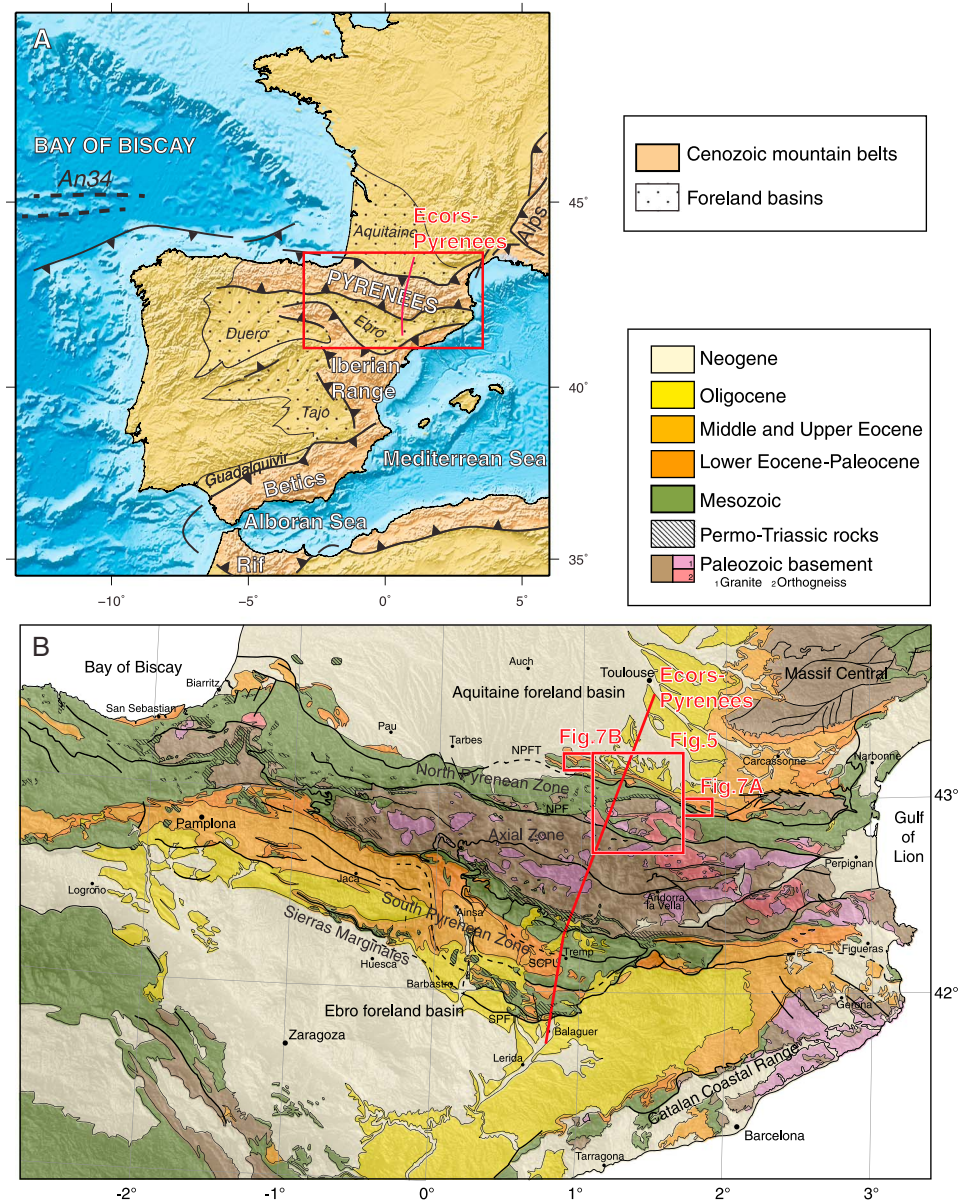 A
BAY OF BISCAY
An34
Aquitaine
Ecors-
Pyrenees
Alps
PYRENEES
Ebro
Duero
Iberian
Range
Tajo
Guadalquivir
Betics
Mediterrean Sea
Alboran Sea
Rif
45°
40°
35°
−10°
−5°
0°
5°
Cenozoic mountain belts
Foreland basins
Neogene
Oligocene
Middle and Upper Eocene
Lower Eocene-Paleocene
Mesozoic
Permo-Triassic rocks
1
2
Paleozoic basement
1Granite 2Orthogneiss
B
Bay of Biscay
Biarritz
San Sebastian
Auch
Toulouse
Ecors-
Pyrenees
Massif Central
Aquitaine foreland basin
Pau
Tarbes
NPFT
Fig.7B
Fig.5
Carcassonne
Narbonne
North Pyrenean Zone
Fig.7A
NPF
43°
Pamplona
Axial Zone
Gulf
of
Lion
Perpignan
Logroño
Jaca
Andorra
la Vella
Ainsa
South Pyrenean Zone
Sierras Marginales
Huesca
SCPU
Tremp
Figueras
Barbastro
42°
Ebro foreland basin
SPFT
Gerona
Zaragoza
Balaguer
Lerida
Catalan Coastal Range
Barcelona
Tarragona
-2°
-1°
0°
1°
2°
3°